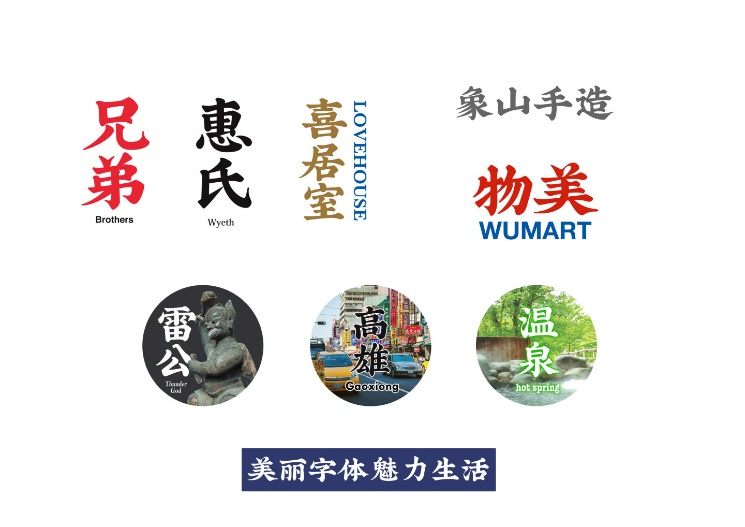 兄弟
Brothers
惠氏
Wyeth
喜居室
LOVEHOUSE
象山手造
物美
WUMART
雷公
Thunder
God
高雄
Gaoxiong
温泉
hot spring
美丽字体魅力生活